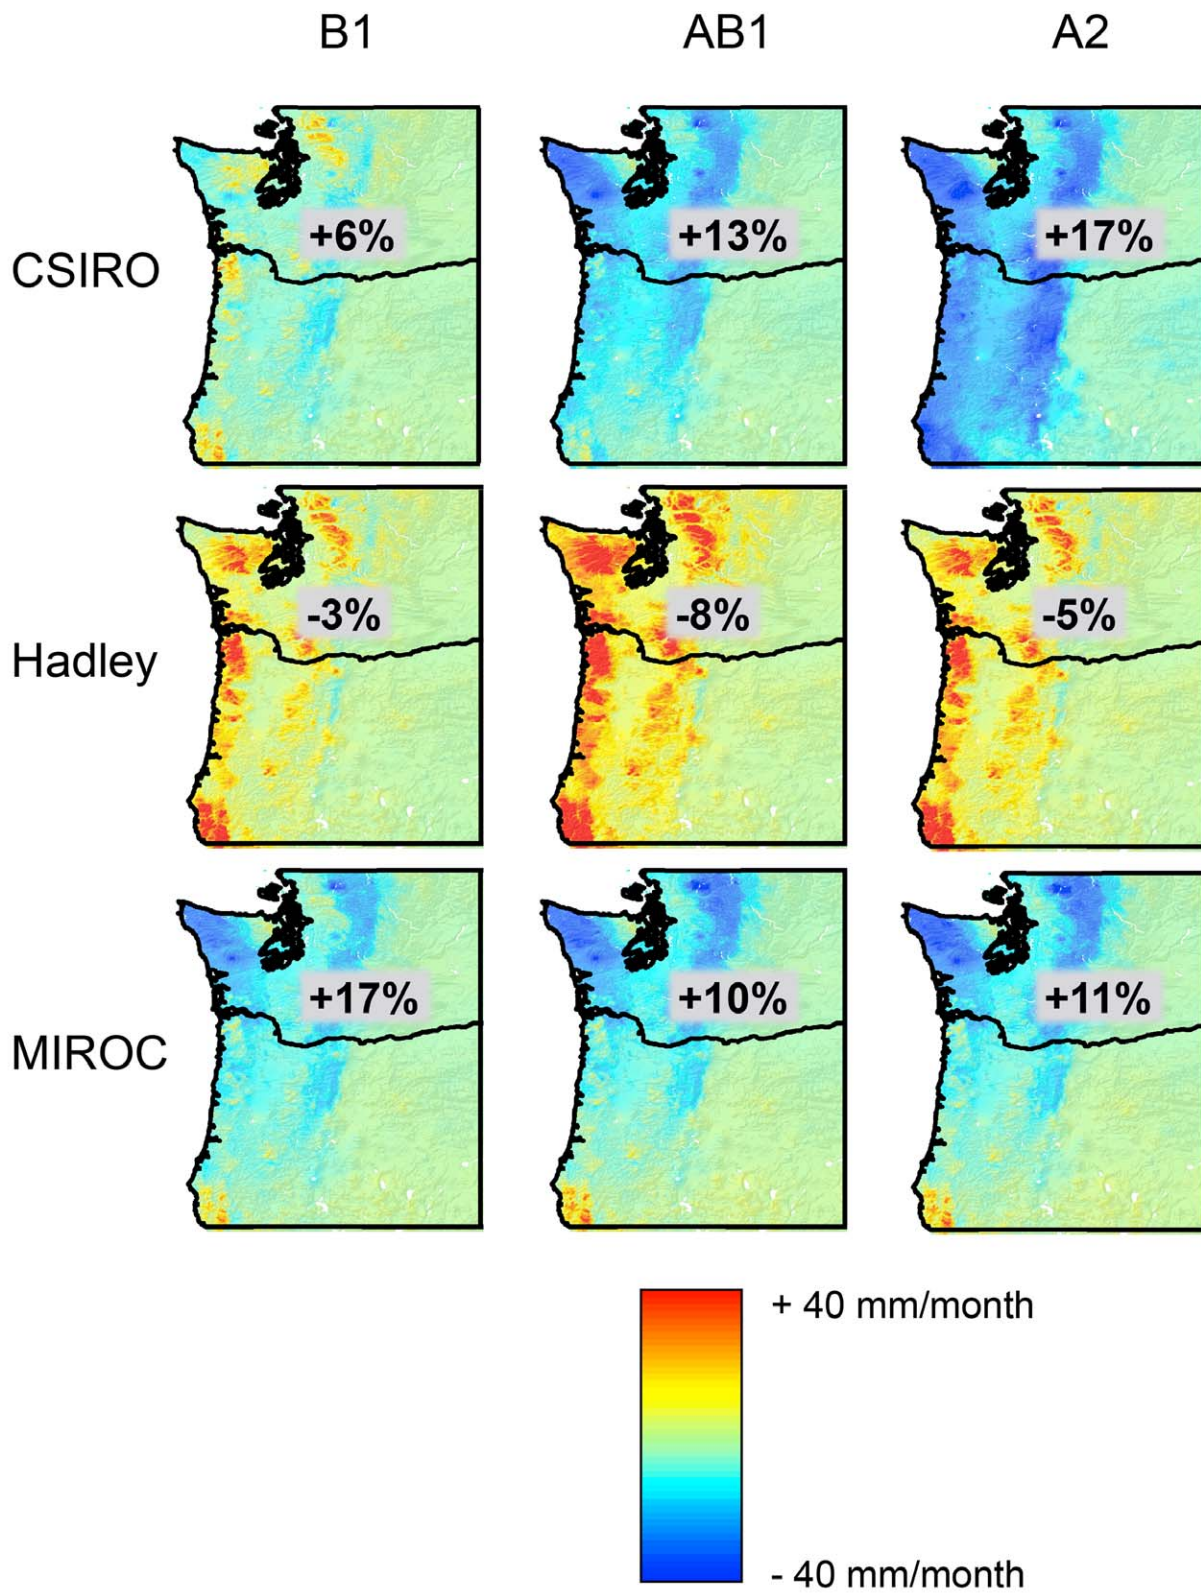 B1 AB1 A2
CSIRO +6% +13% +17%
Hadley -3% -8% -5%
MIROC +17% +10% +11%
+ 40 mm/month
- 40 mm/month